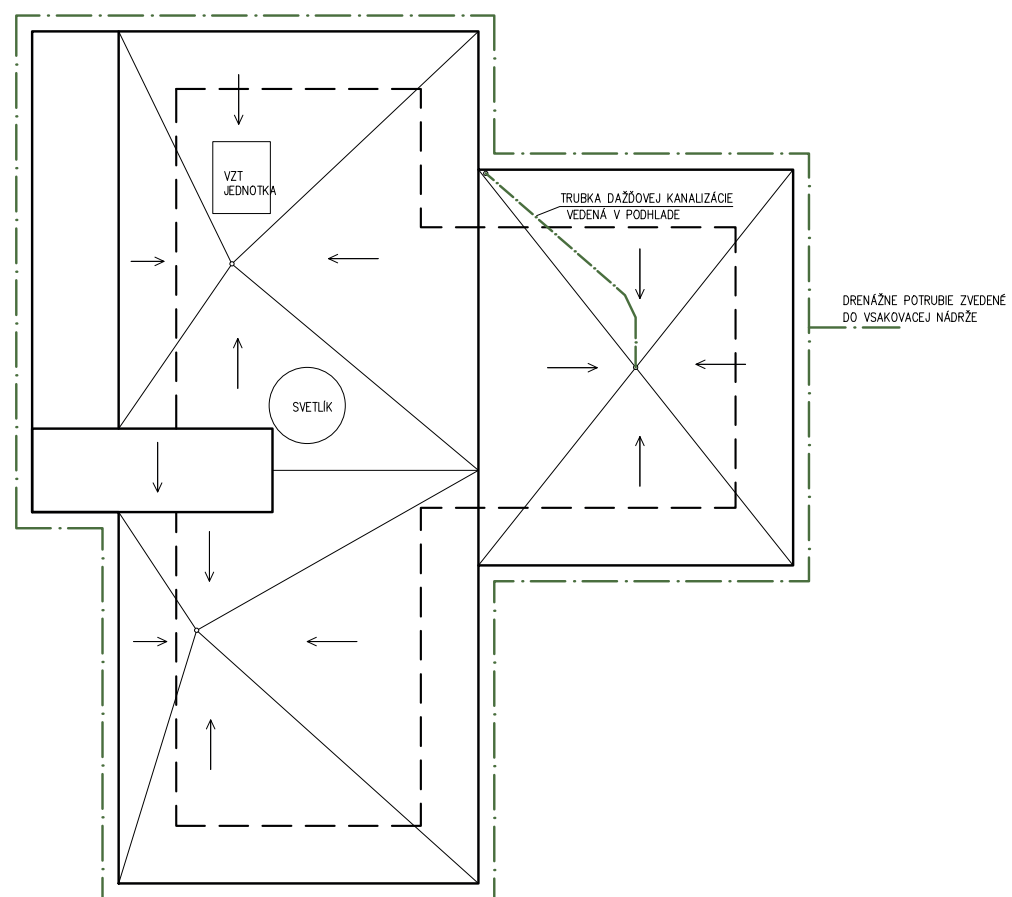 VZT
JEDNOTKA
TRUBKA DAŽĎOVEJ KANALIZÁCIE
VEDENÁ V PODHLADE
DRENÁŽNE POTRUBIE ZVEDENÉ
DO VSAKOVACEJ NÁDRŽE
SVETLÍK